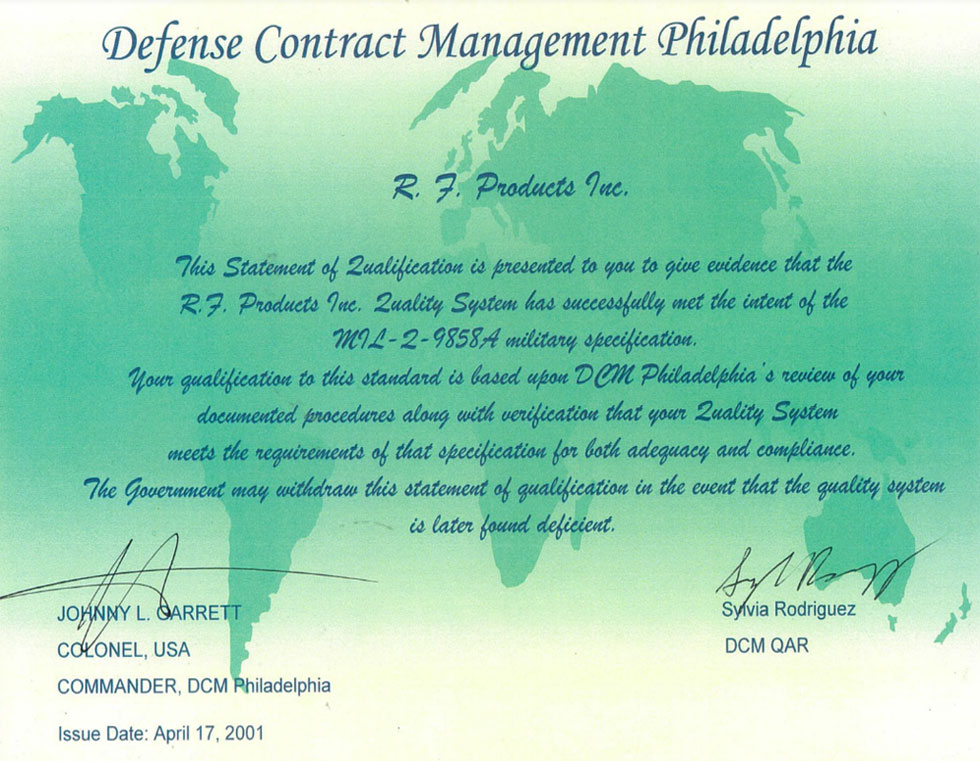 Defense Contract Management Philadelphia
R. F. Products Inc.
This Statement of Qualification is presented to you to give evidence that the
R.F. Products Inc. Quality System has successfully met the intent of the
MIL-Q-9858A military specification.
Your qualification to this standard is based upon DCM Philadelphia's review of your
documented procedures along with verification that your Quality System
meets the requirements of that specification for both adequacy and compliance.
The Government may withdraw this statement of qualification in the event that the quality system
is later found deficient.
JOHNNY L. GARRETT
Sylvia Rodriguez
COLONEL, USA
DCM QAR
COMMANDER, DCM Philadelphia
Issue Date: April 17, 2001